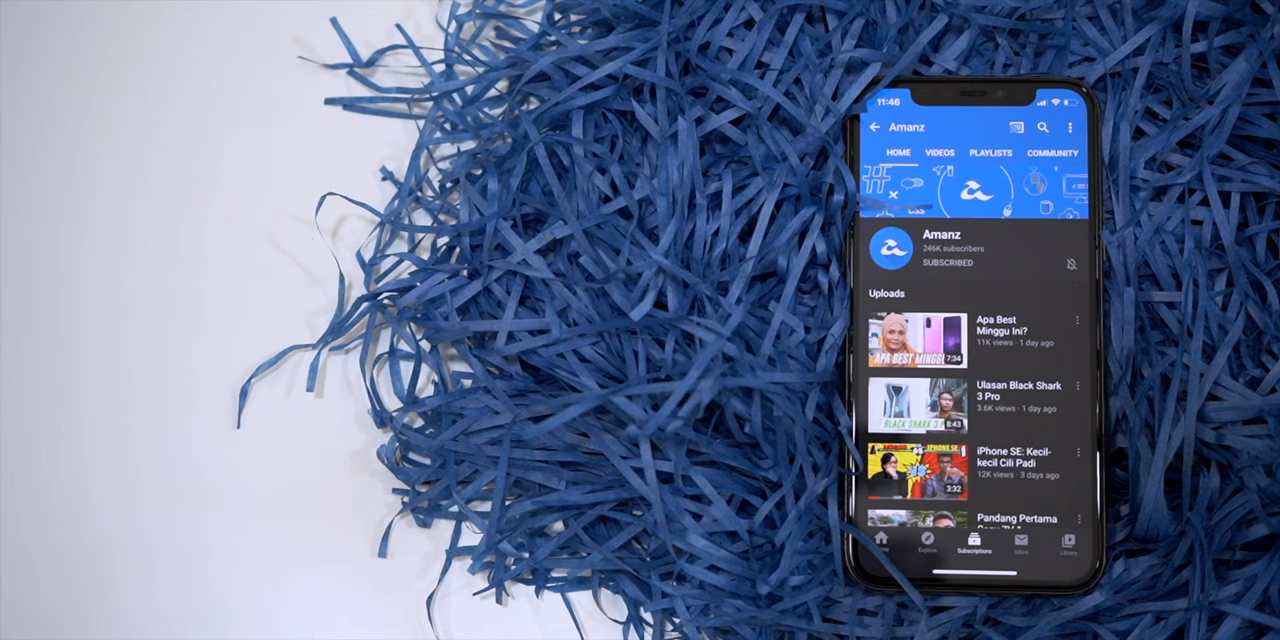 11:46
Amanz
HOME VIDEOS PLAYLISTS COMMUNITY
CSS
Amanz
246K subscribers
SUBSCRIBED
Uploads
APA BEST MINGGU
7:34
Apa Best
Minggu Ini?
11K views · 1 day ago
BLACK SHARK 3 P
8:43
Ulasan Black Shark
3 Pro
3.6K views · 1 day ago
IPHONE SE
3:32
iPhone SE: Kecil-
kecil Cili Padi
12K views · 3 days ago
Pandang Pertama
Explore Subscriptions Inbox Library